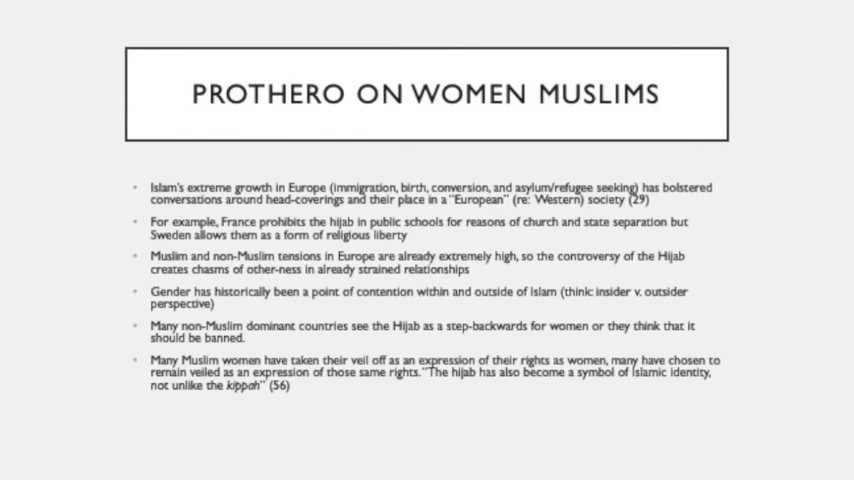 PROTHERO ON WOMEN MUSLIMS
• Islam's extreme growth in Europe (immigration, birth, conversion, and asylum/refugee seeking) has bolstered
conversations around head-coverings and their place in a "European" (re: Western) society (29)
• For example, France prohibits the hijab in public schools for reasons of church and state separation but
Sweden allows them as a form of religious liberty
• Muslim and non-Muslim tensions in Europe are already extremely high, so the controversy of the Hijab
creates chasms of other-ness in already strained relationships
• Gender has historically been a point of contention within and outside of Islam (think: insider v. outsider
perspective)
• Many non-Muslim dominant countries see the Hijab as a step-backwards for women or they think that it
should be banned.
• Many Muslim women have taken their veil off as an expression of their rights as women, many have chosen to
remain veiled as an expression of those same rights. "The hijab has also become a symbol of Islamic identity,
not unlike the kippah" (56)